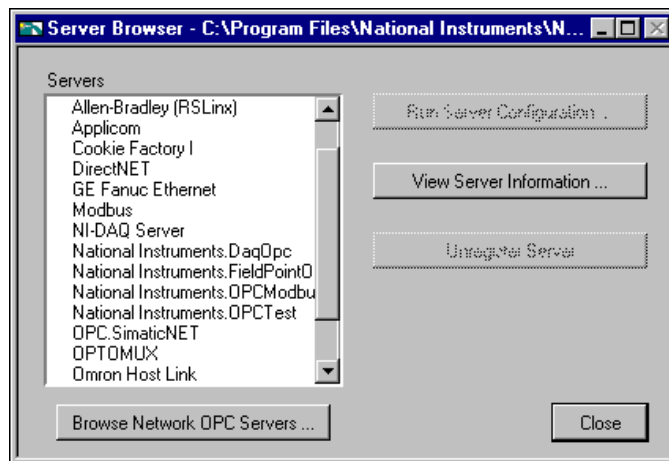 Server Browser - C:\Program Files\National Instruments\N...
Servers
Allen-Bradley (RSLinx)
Applicom
Cookie Factory I
DirectNET
GE Fanuc Ethernet
Modbus
NI-DAQ Server
National Instruments.DaqOpc
National Instruments.FieldPointO
National Instruments.OPCModbu
National Instruments.OPCTest
OPC.SimaticNET
OPTOMUX
Omron Host Link
Run Server Configuration ...
View Server Information ...
Unregister Server
Browse Network OPC Servers ...
Close